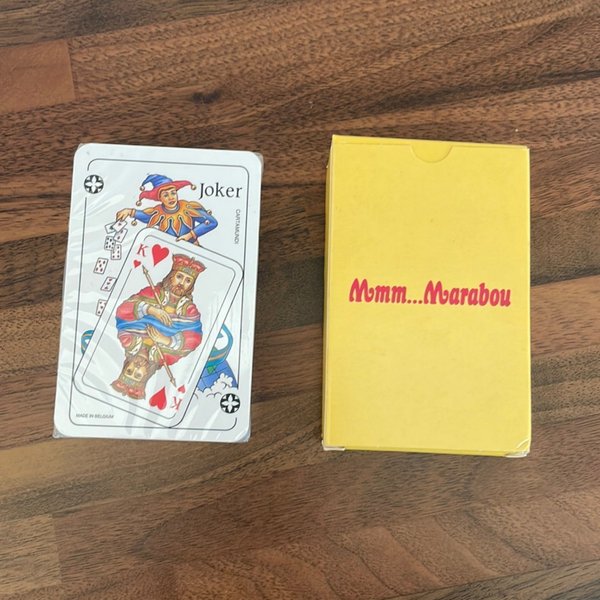 Joker
CARTAMUNDI
K
K
MADE IN BELGIUM
Mmm...Marabou